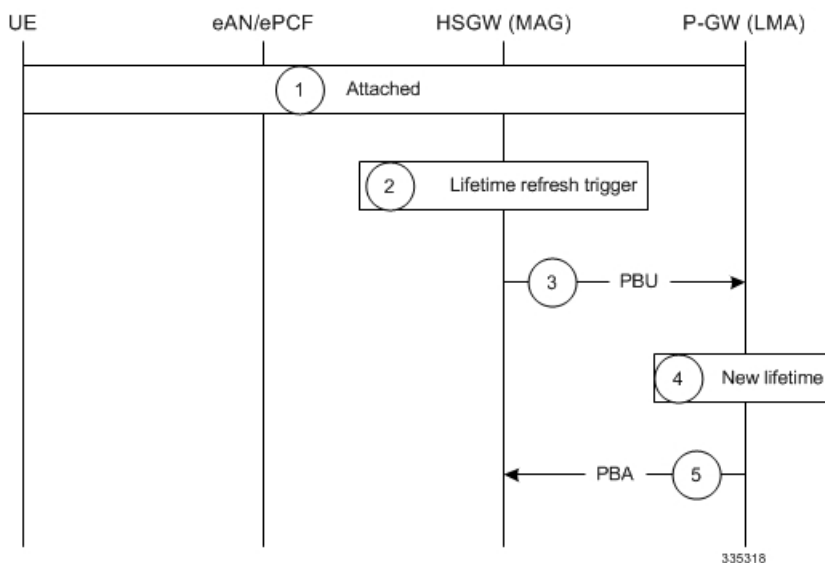 UE eAN/ePCF HSGW (MAG) P-GW (LMA)
1 Attached
2 Lifetime refresh trigger
3 PBU
4 New lifetime
PBA 5
335318